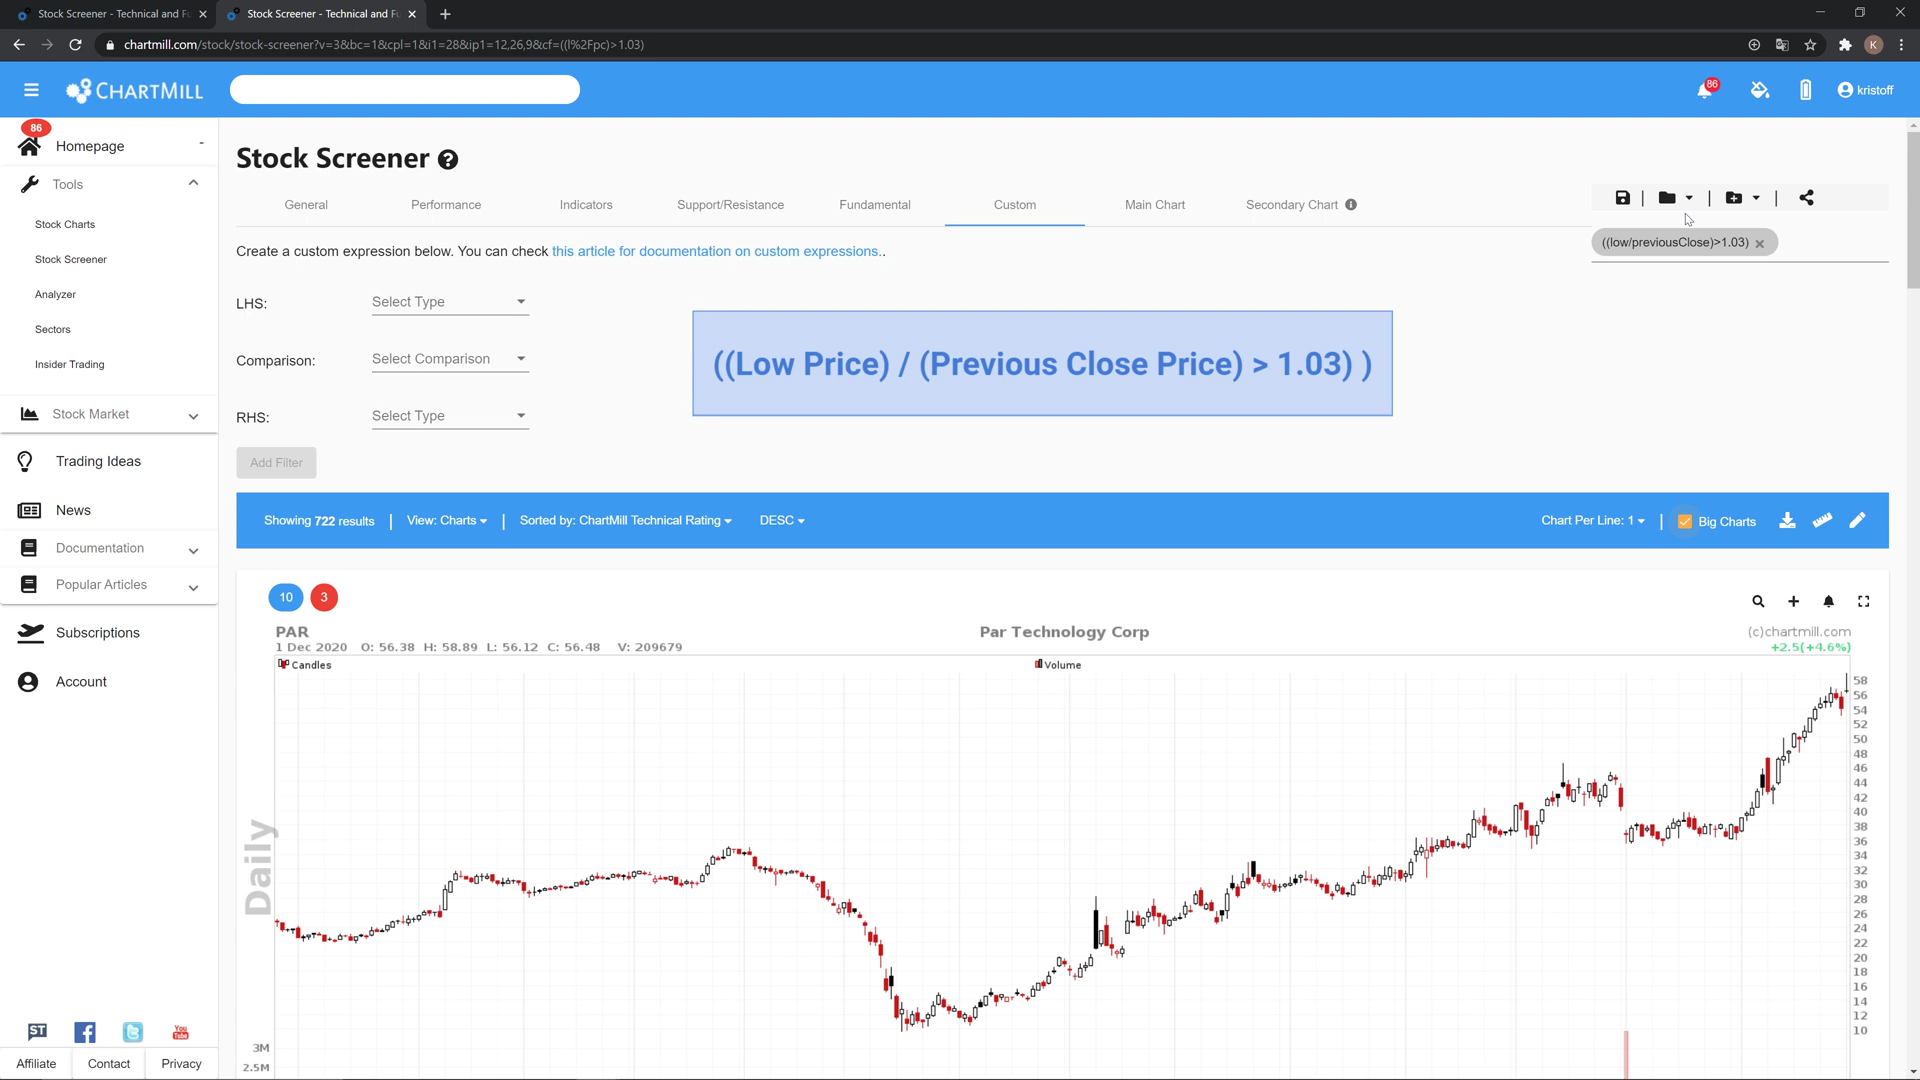 Stock Screener - Technical and Fu
Stock Screener - Technical and Fu
chartmill.com/stock/stock-screener?v=3&bc=1&cpl=1&i1=28&ip1=12,26,9&cf=((l%2Fpc)>1.03)
K
CHARTMILL
86
kristoff
86
Homepage
Tools
Stock Charts
Stock Screener
Analyzer
Sectors
Insider Trading
Stock Market
Trading Ideas
News
Documentation
Popular Articles
Subscriptions
Account
ST
You Tube
Affiliate
Contact
Privacy
Stock Screener ?
General
Performance
Indicators
Support/Resistance
Fundamental
Custom
Main Chart
Secondary Chart
((low/previousClose)>1.03)
Create a custom expression below. You can check this article for documentation on custom expressions..
LHS: Select Type
Comparison: Select Comparison
RHS: Select Type
((Low Price) / (Previous Close Price) > 1.03) )
Add Filter
Showing 722 results
View: Charts
Sorted by: ChartMill Technical Rating
DESC
Chart Per Line: 1
Big Charts
10 3
PAR
Par Technology Corp
(c)chartmill.com
1 Dec 2020 O: 56.38 H: 58.89 L: 56.12 C: 56.48 V: 209679
+2.5(+4.6%)
Candles
Volume
Daily
58
56
54
52
50
48
46
44
42
40
38
36
34
32
30
28
26
24
22
20
18
16
14
12
10
3M
2.5M